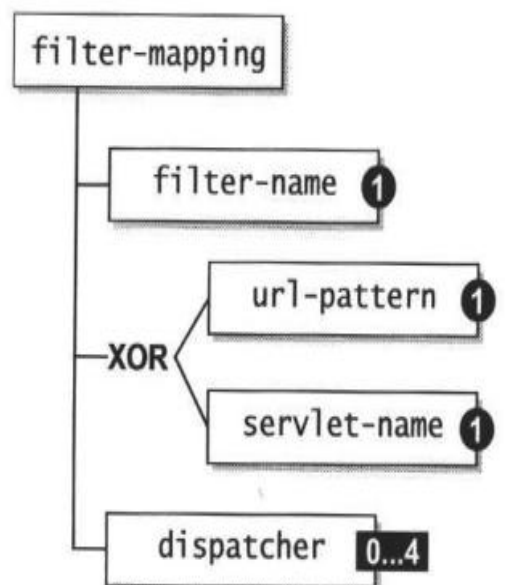 filter-mapping
filter-name 1
url-pattern 1
XOR
servlet-name 1
dispatcher 0...4